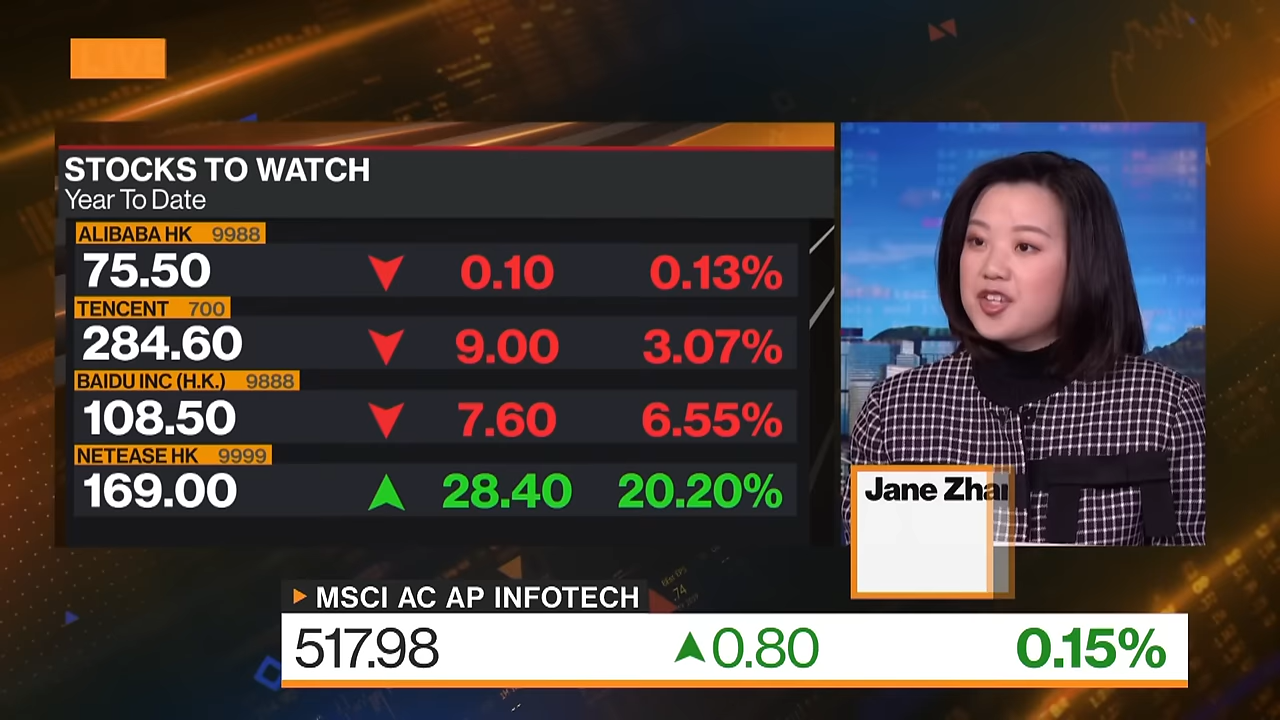 STOCKS TO WATCH
Year To Date
ALIBABA HK 9988
75.50 0.10 0.13%
TENCENT 700
284.60 9.00 3.07%
BAIDU INC (H.K.) 9888
108.50 7.60 6.55%
NETEASE HK 9999
169.00 28.40 20.20%
Jane Zha
MSCI AC AP INFOTECH
517.98 0.80 0.15%